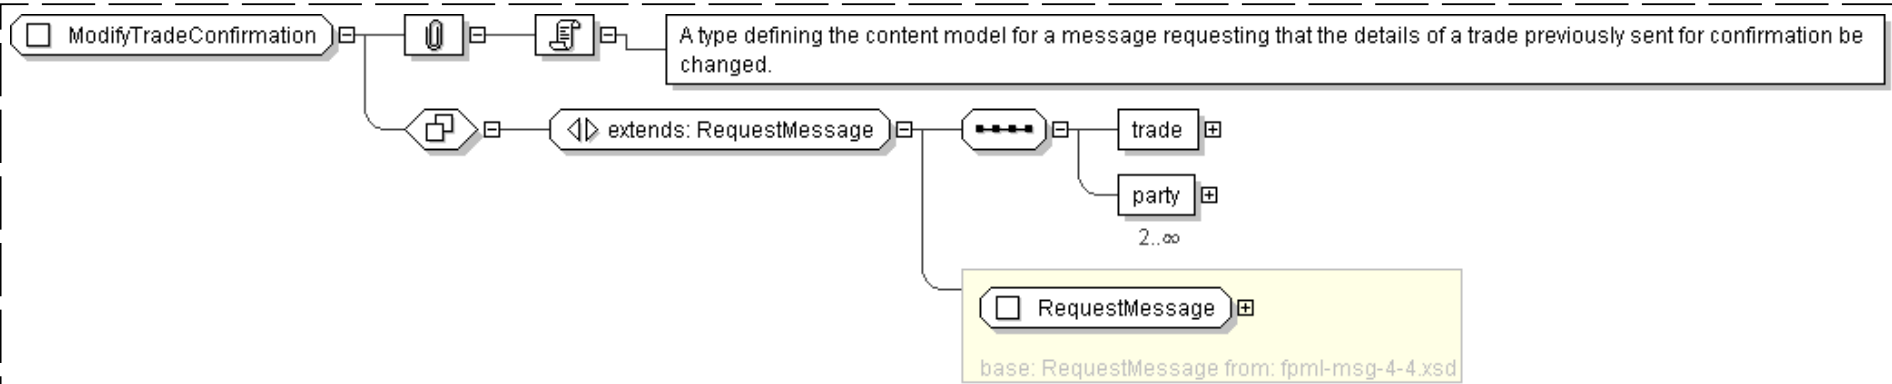 ModifyTradeConfirmation
A type defining the content model for a message requesting that the details of a trade previously sent for confirmation be
changed.
extends: RequestMessage
trade
party
2..∞
RequestMessage
base: RequestMessage from: fpml-msg-4-4.xsd